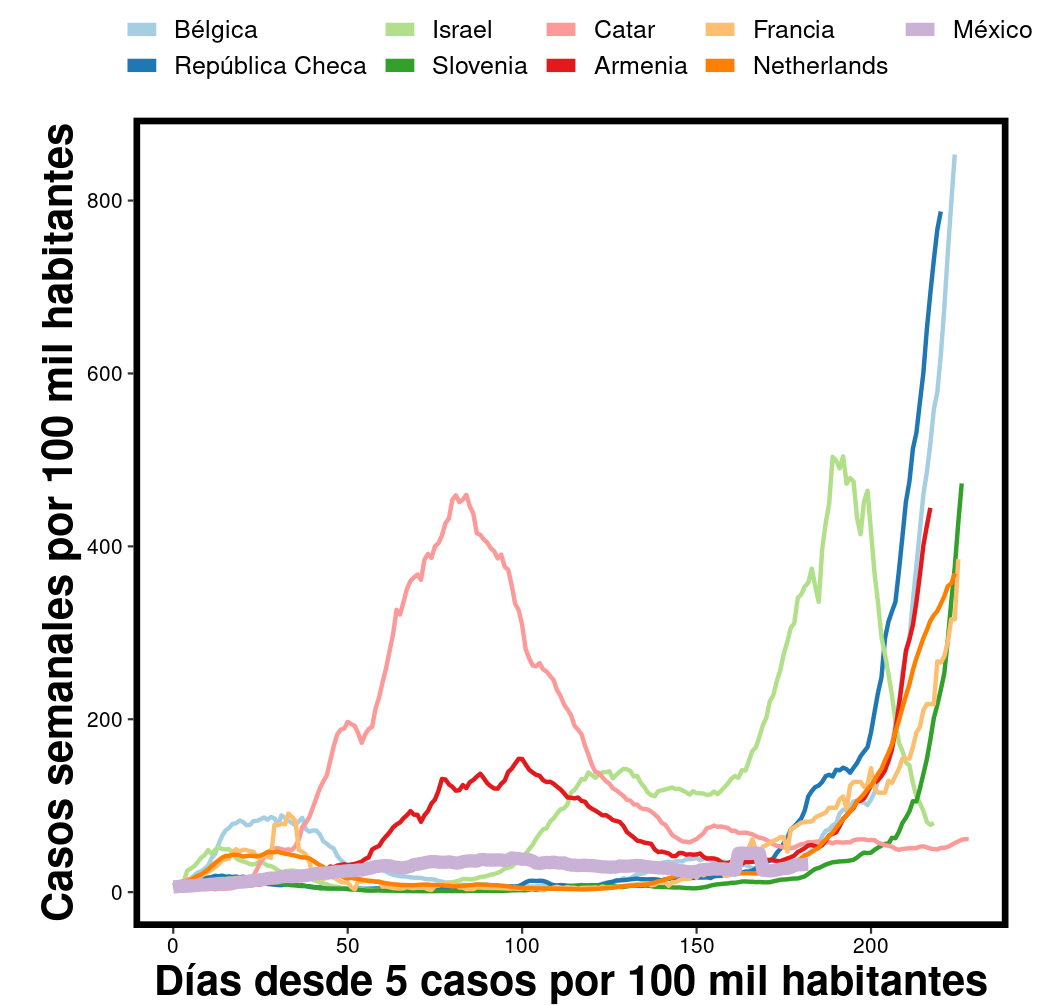 Bélgica Israel Catar Francia México
República Checa Slovenia Armenia Netherlands
Casos semanales por 100 mil habitantes
800
600
400
200
0
0 50 100 150 200
Días desde 5 casos por 100 mil habitantes